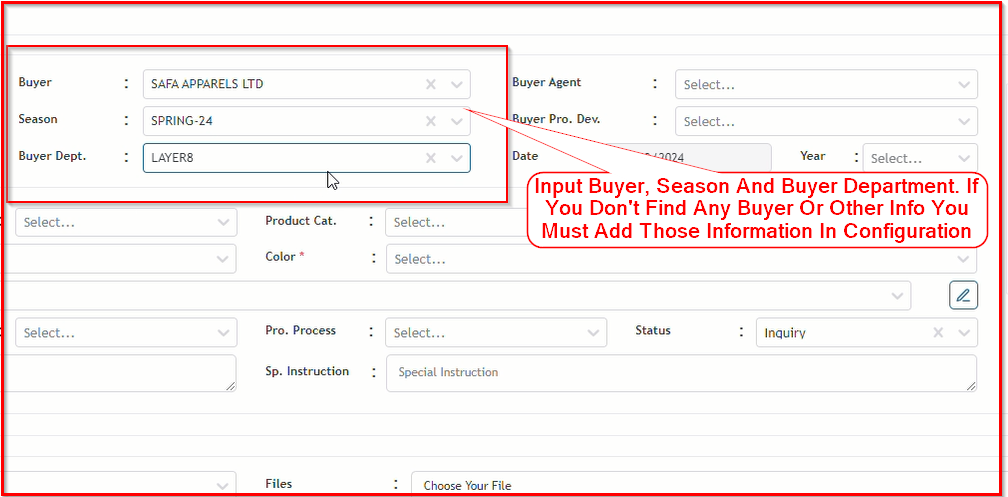 Buyer : SAFA APPARELS LTD Buyer Agent : Select...
Season : SPRING-24 Buyer Pro. Dev. : Select...
Buyer Dept. : LAYER8 Date /2024 Year : Select...
Input Buyer, Season And Buyer Department. If
You Don't Find Any Buyer Or Other Info You
Must Add Those Information In Configuration
: Select... Product Cat. : Select...
Color * : Select...
: Select... Pro. Process : Select... Status : Inquiry
Sp. Instruction : Special Instruction
Files : Choose Your File